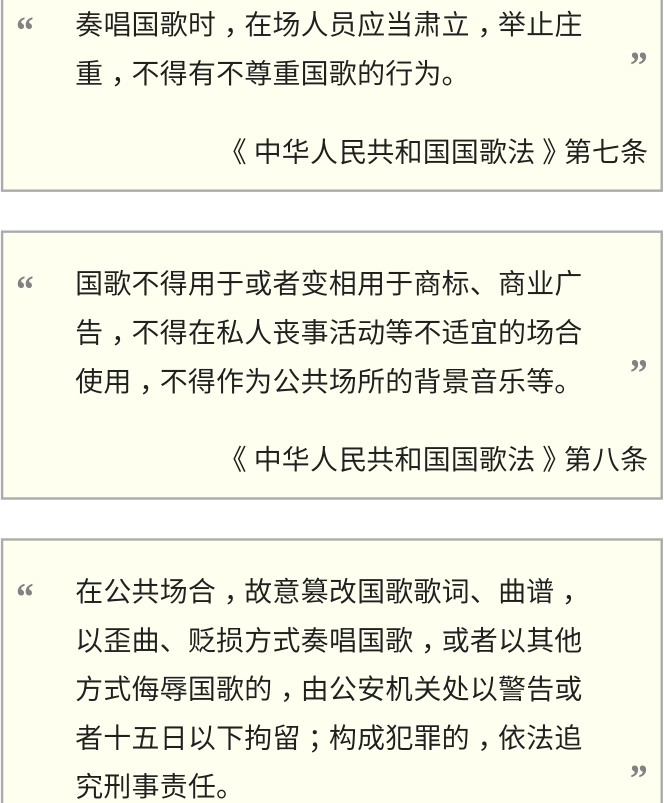 “ 奏唱国歌时，在场人员应当肃立，举止庄
重，不得有不尊重国歌的行为。 ”
《中华人民共和国国歌法》第七条
“ 国歌不得用于或者变相用于商标、商业广
告，不得在私人丧事活动等不适宜的场合
使用，不得作为公共场所的背景音乐等。 ”
《中华人民共和国国歌法》第八条
“ 在公共场合，故意篡改国歌歌词、曲谱，
以歪曲、贬损方式奏唱国歌，或者以其他
方式侮辱国歌的，由公安机关处以警告或
者十五日以下拘留；构成犯罪的，依法追
究刑事责任。 ”